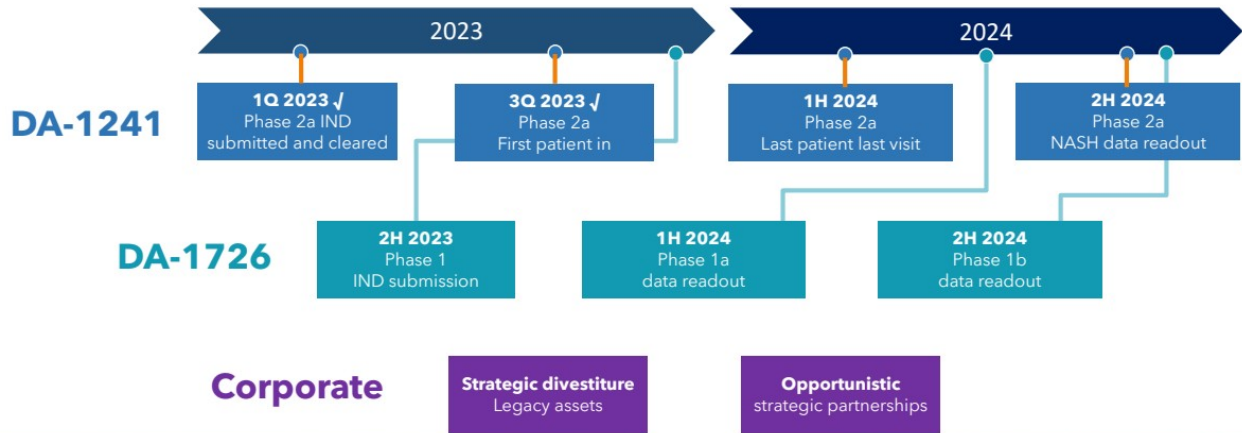 2023
2024
DA-1241
1Q 2023 √
Phase 2a IND
submitted and cleared
3Q 2023 √
Phase 2a
First patient in
1H 2024
Phase 2a
Last patient last visit
2H 2024
Phase 2a
NASH data readout
DA-1726
2H 2023
Phase 1
IND submission
1H 2024
Phase 1a
data readout
2H 2024
Phase 1b
data readout
Corporate
Strategic divestiture
Legacy assets
Opportunistic
strategic partnerships